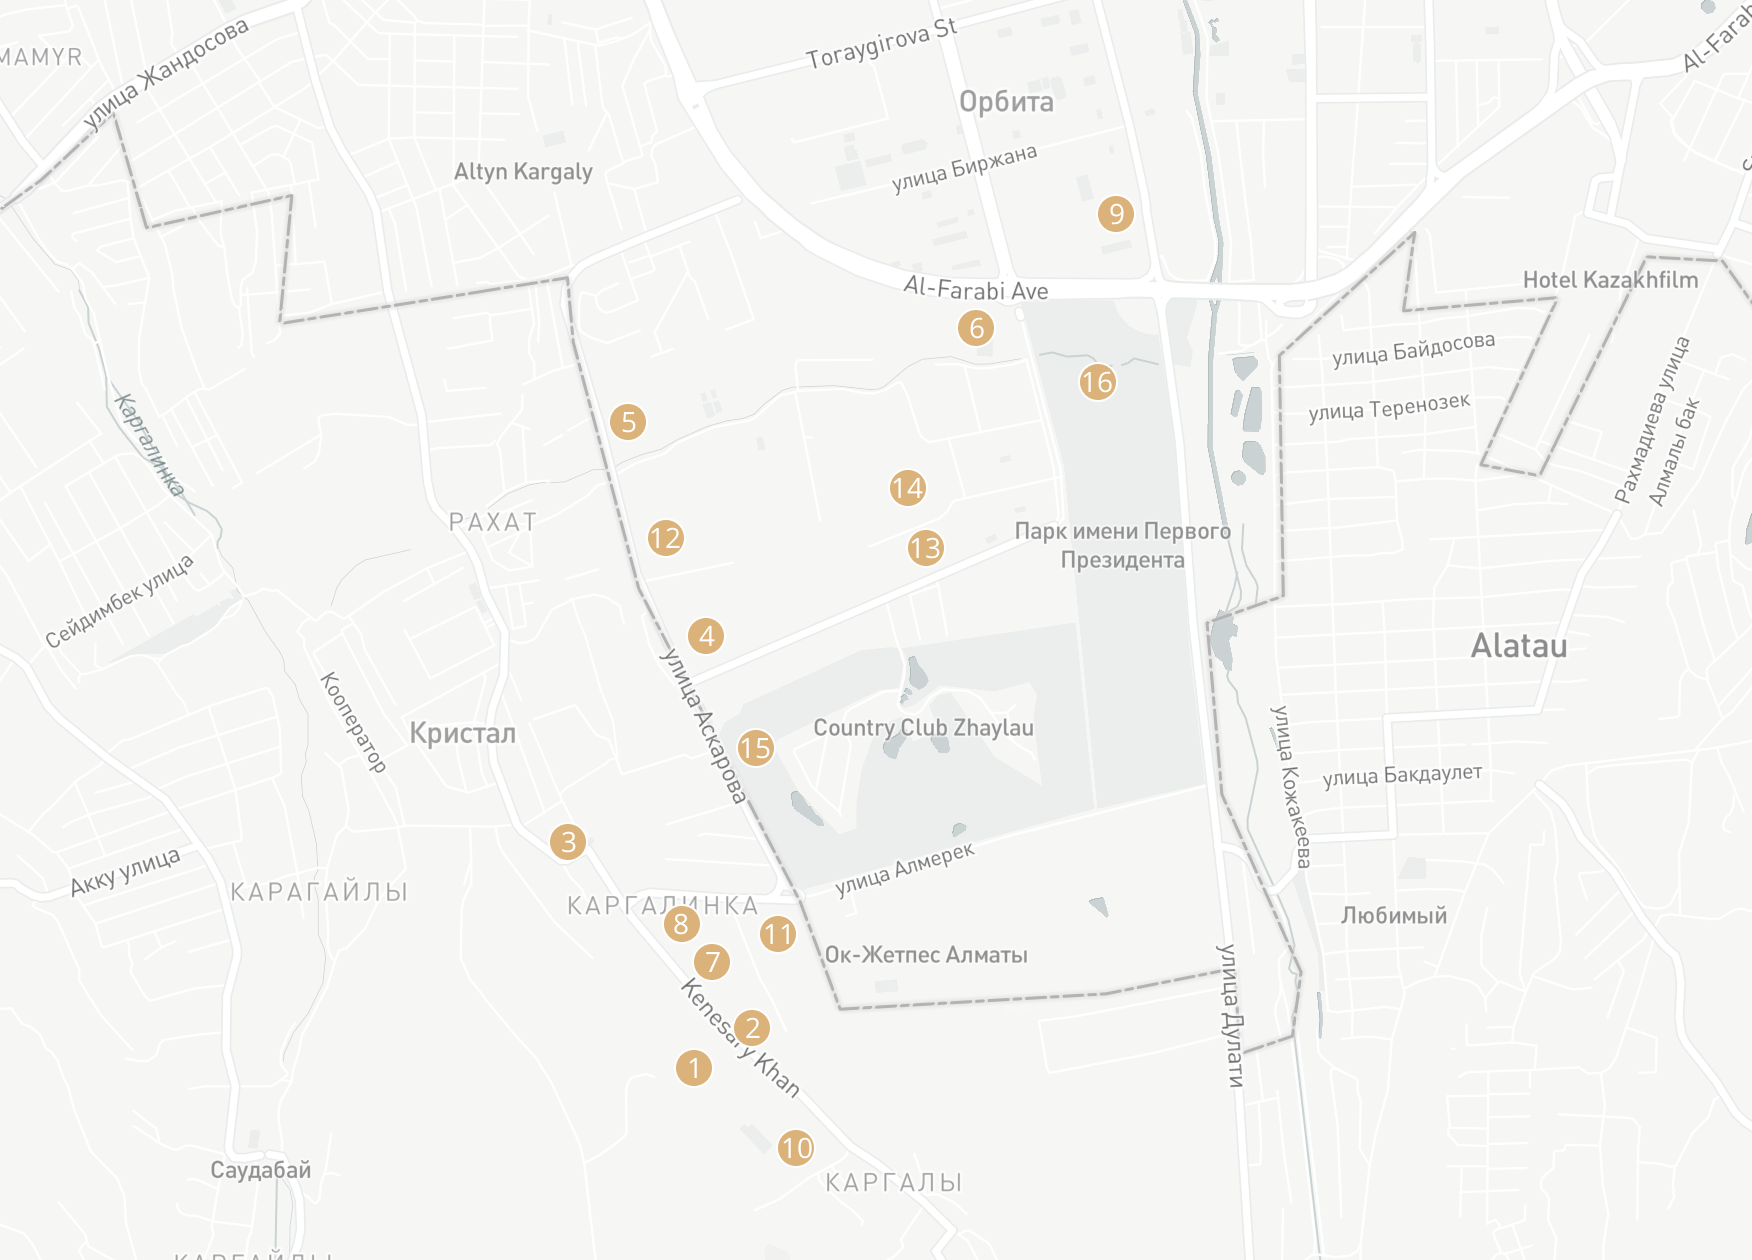 MAMYR
улица Жандосова
Toraygirova St
Al-Farab
Орбита
Altyn Kargaly
улица Биржана
9
Al-Farabi Ave
6
Hotel Kazakhfilm
улица Байдосова
16
улица Теренозек
Рахмадиева улица
Алмалы бак
Каргалинка
5
14
РАХАТ
12
13
Парк имени Первого
Президента
Сейдимбек улица
4
Alatau
улица Аскарова
Кооператор
Кристал
Country Club Zhaylau
15
улица Кожакеева
улица Бакдаулет
3
Акку улица
улица Алмерек
КАРАГАЙЛЫ
КАРГАЛИНКА
8
11
Любимый
7
Ок-Жетпес Алматы
Kenesary Khan
2
улица Дулати
1
10
Саудабай
КАРГАЛЫ